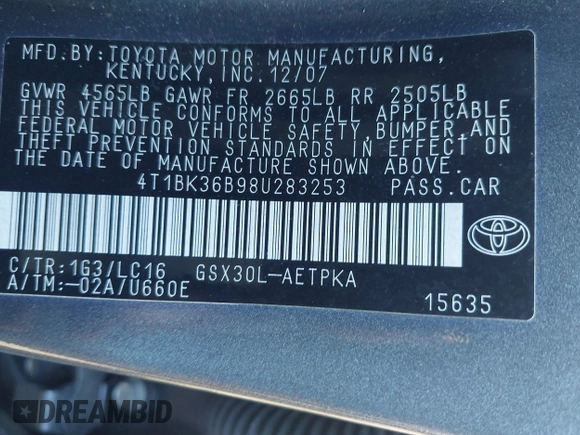 MFD.BY:TOYOTA MOTOR MANUFACTURING,
KENTUCKY,INC.12/07
GVWR 4565LB GAWR FR 2665LB RR 2505LB
THIS VEHICLE CONFORMS TO ALL APPLICABLE
FEDERAL MOTOR VEHICLE SAFETY,BUMPER,AND
THEFT PREVENTION STANDARDS IN EFFECT ON
THE DATE OF MANUFACTURE SHOWN ABOVE.
4T1BK36B98U283253 PASS.CAR
C/TR:1G3/LC16 GSX30L-AETPKA
A/TM:-02A/U660E 15635
DREAMBID